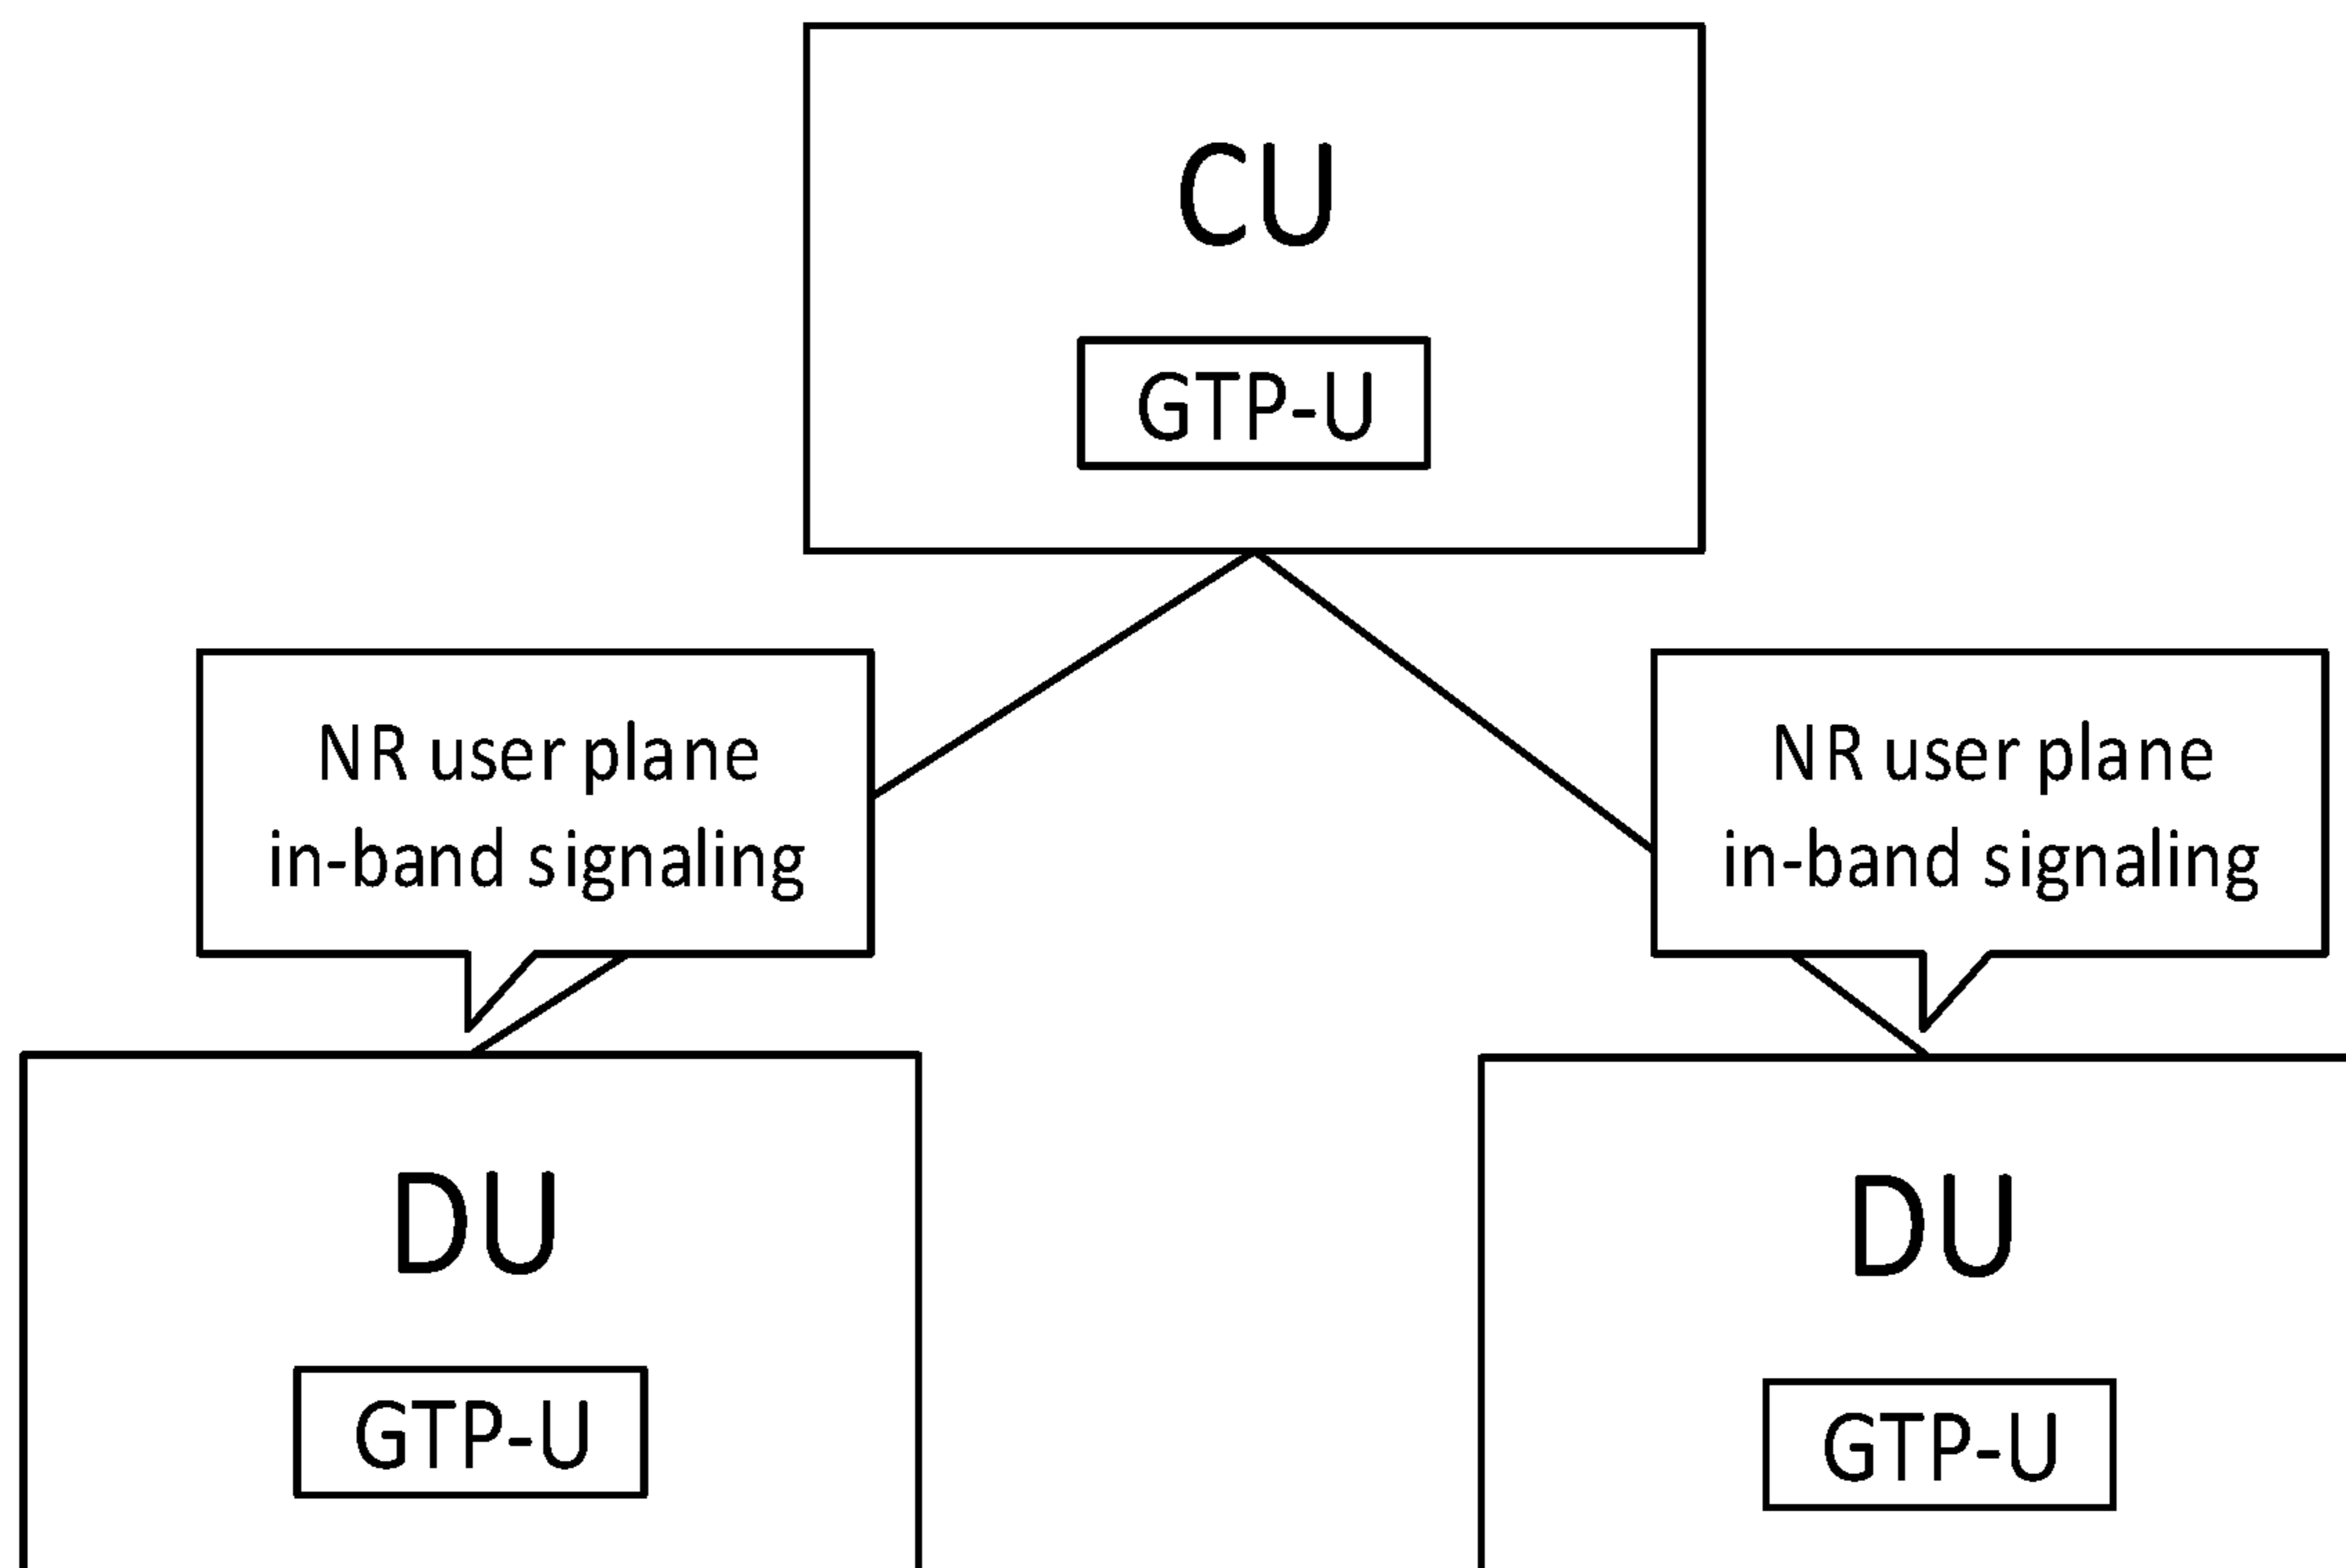 CU
GTP-U
NR user plane
in-band signaling
NR user plane
in-band signaling
DU
GTP-U
DU
GTP-U